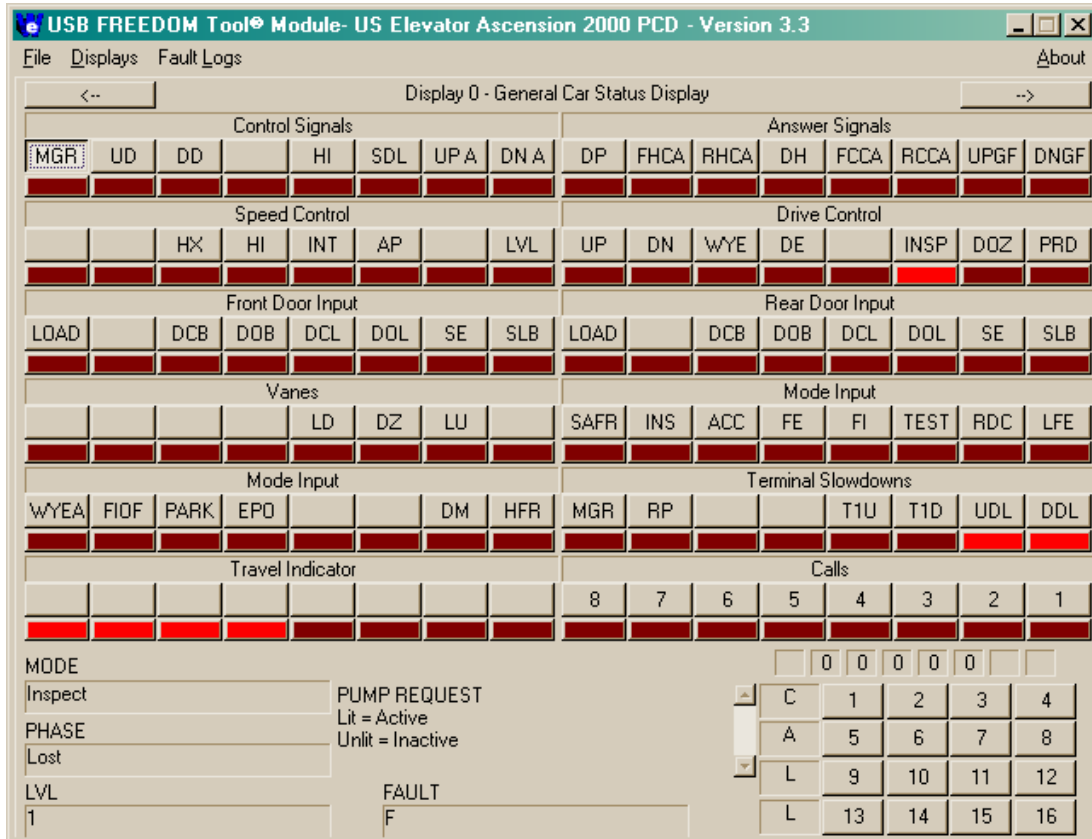 USB FREEDOM Tool® Module- US Elevator Ascension 2000 PCD - Version 3.3
File Displays Fault Logs About
<-- Display 0 - General Car Status Display -->
Control Signals Answer Signals
MGR UD DD HI SDL UP A DN A DP FHCA RHCA DH FCCA RCCA UPGF DNGF
Speed Control Drive Control
HX HI INT AP LVL UP DN WYE DE INSP DOZ PRD
Front Door Input Rear Door Input
LOAD DCB DOB DCL DOL SE SLB LOAD DCB DOB DCL DOL SE SLB
Vanes Mode Input
LD DZ LU SAFR INS ACC FE FI TEST RDC LFE
Mode Input Terminal Slowdowns
WYEA FIOF PARK EPO DM HFR MGR RP T1U T1D UDL DDL
Travel Indicator Calls
8 7 6 5 4 3 2 1
MODE 0 0 0 0 0
Inspect PUMP REQUEST C 1 2 3 4
Lit = Active
PHASE Unlit = Inactive A 5 6 7 8
Lost
L 9 10 11 12
LVL FAULT
1 F L 13 14 15 16